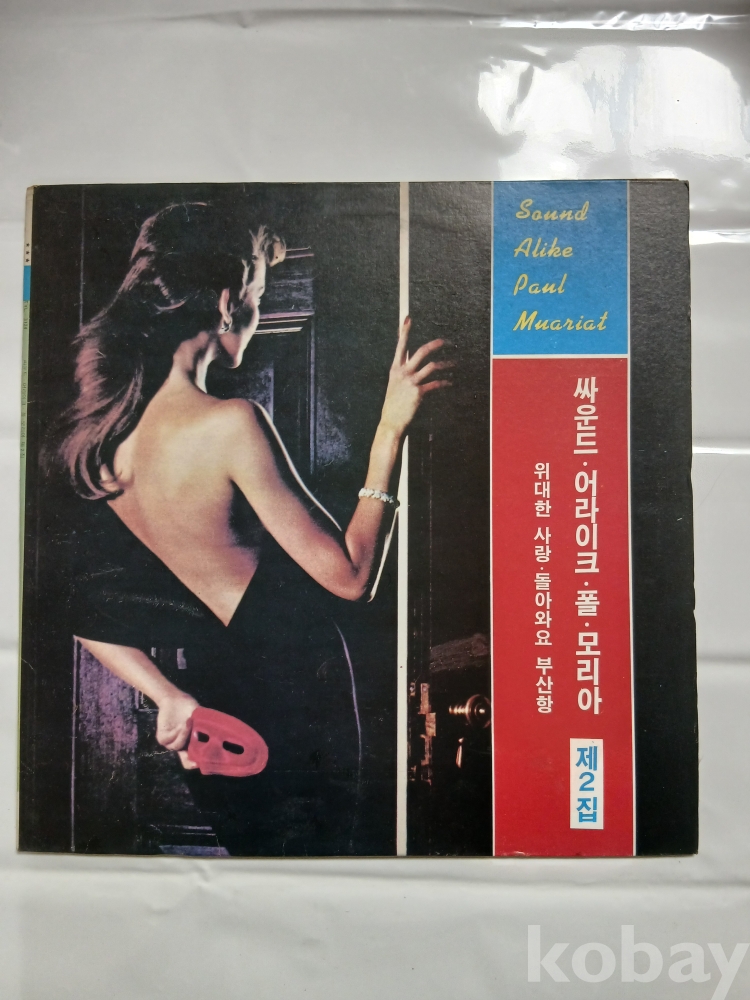 Sound
Alike
Paul
Muariat
싸운드·어라이크·폴·모리아
위대한 사랑·돌아와요 부산항
제2집
kobay